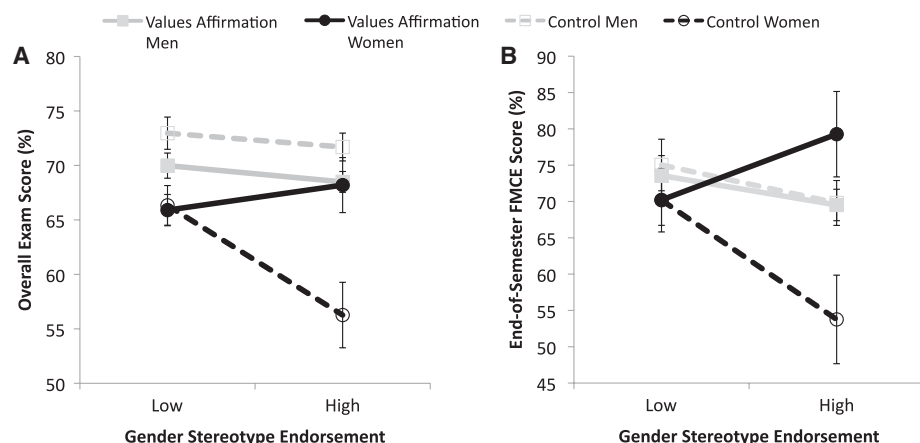 Values Affirmation Men
Values Affirmation Women
Control Men
Control Women
A
Overall Exam Score (%)
80
75
70
65
60
55
50
Low
High
Gender Stereotype Endorsement
B
End-of-Semester FMCE Score (%)
90
85
80
75
70
65
60
55
50
45
Low
High
Gender Stereotype Endorsement